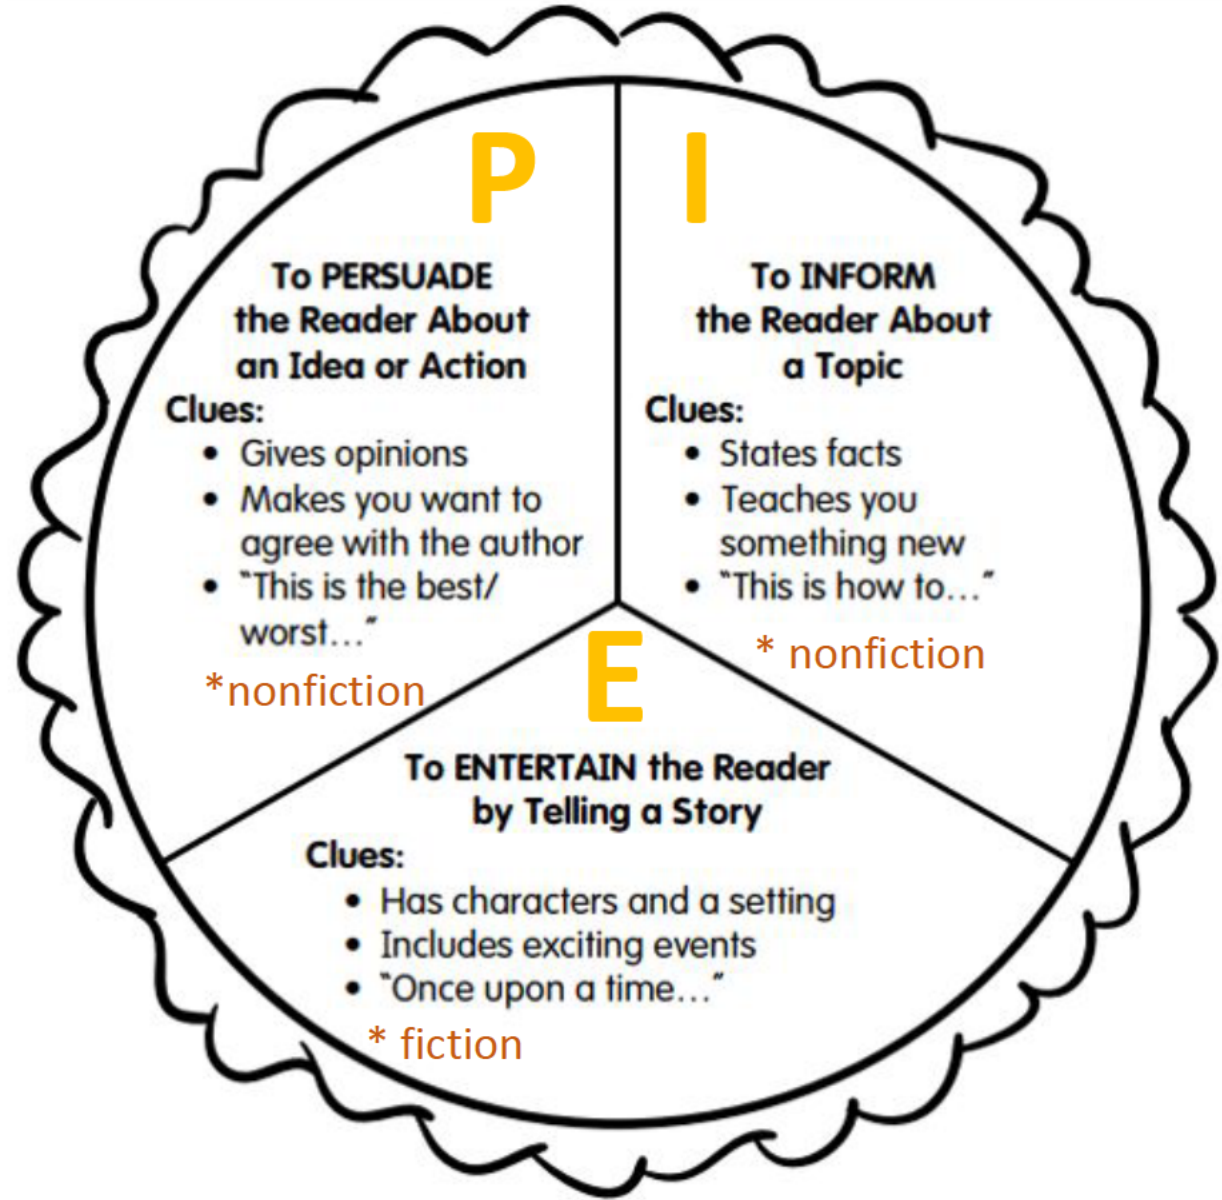 P
To PERSUADE
the Reader About
an Idea or Action
Clues:
• Gives opinions
• Makes you want to
agree with the author
• "This is the best/
worst..."
*nonfiction
I
To INFORM
the Reader About
a Topic
Clues:
• States facts
• Teaches you
something new
• "This is how to..."
* nonfiction
E
To ENTERTAIN the Reader
by Telling a Story
Clues:
• Has characters and a setting
• Includes exciting events
• "Once upon a time..."
* fiction